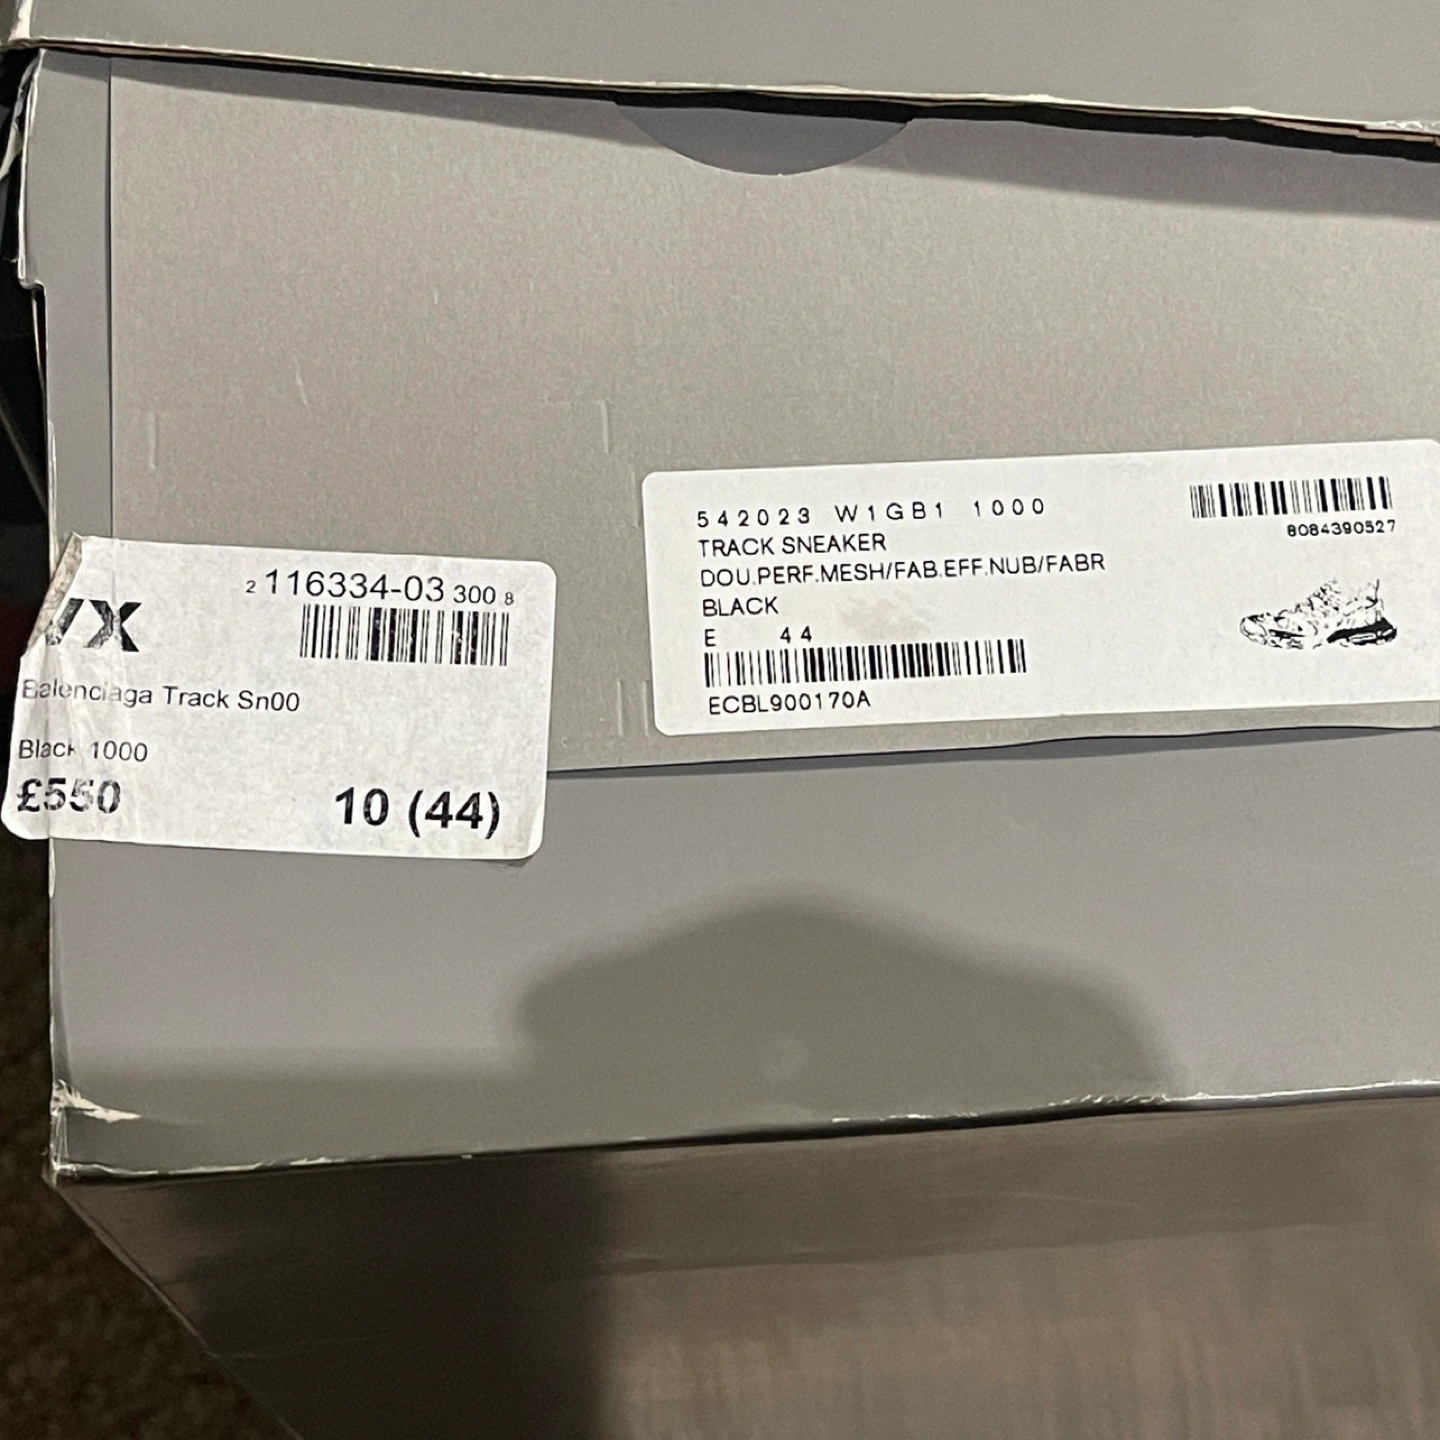 2 116334-03 300 8
VX
Balenciaga Track Sn00
Black 1000
£550 10 (44)
542023 W1GB1 1000
TRACK SNEAKER
DOU.PERF.MESH/FAB.EFF.NUB/FABR
BLACK
E 44
ECBL900170A
8084390527